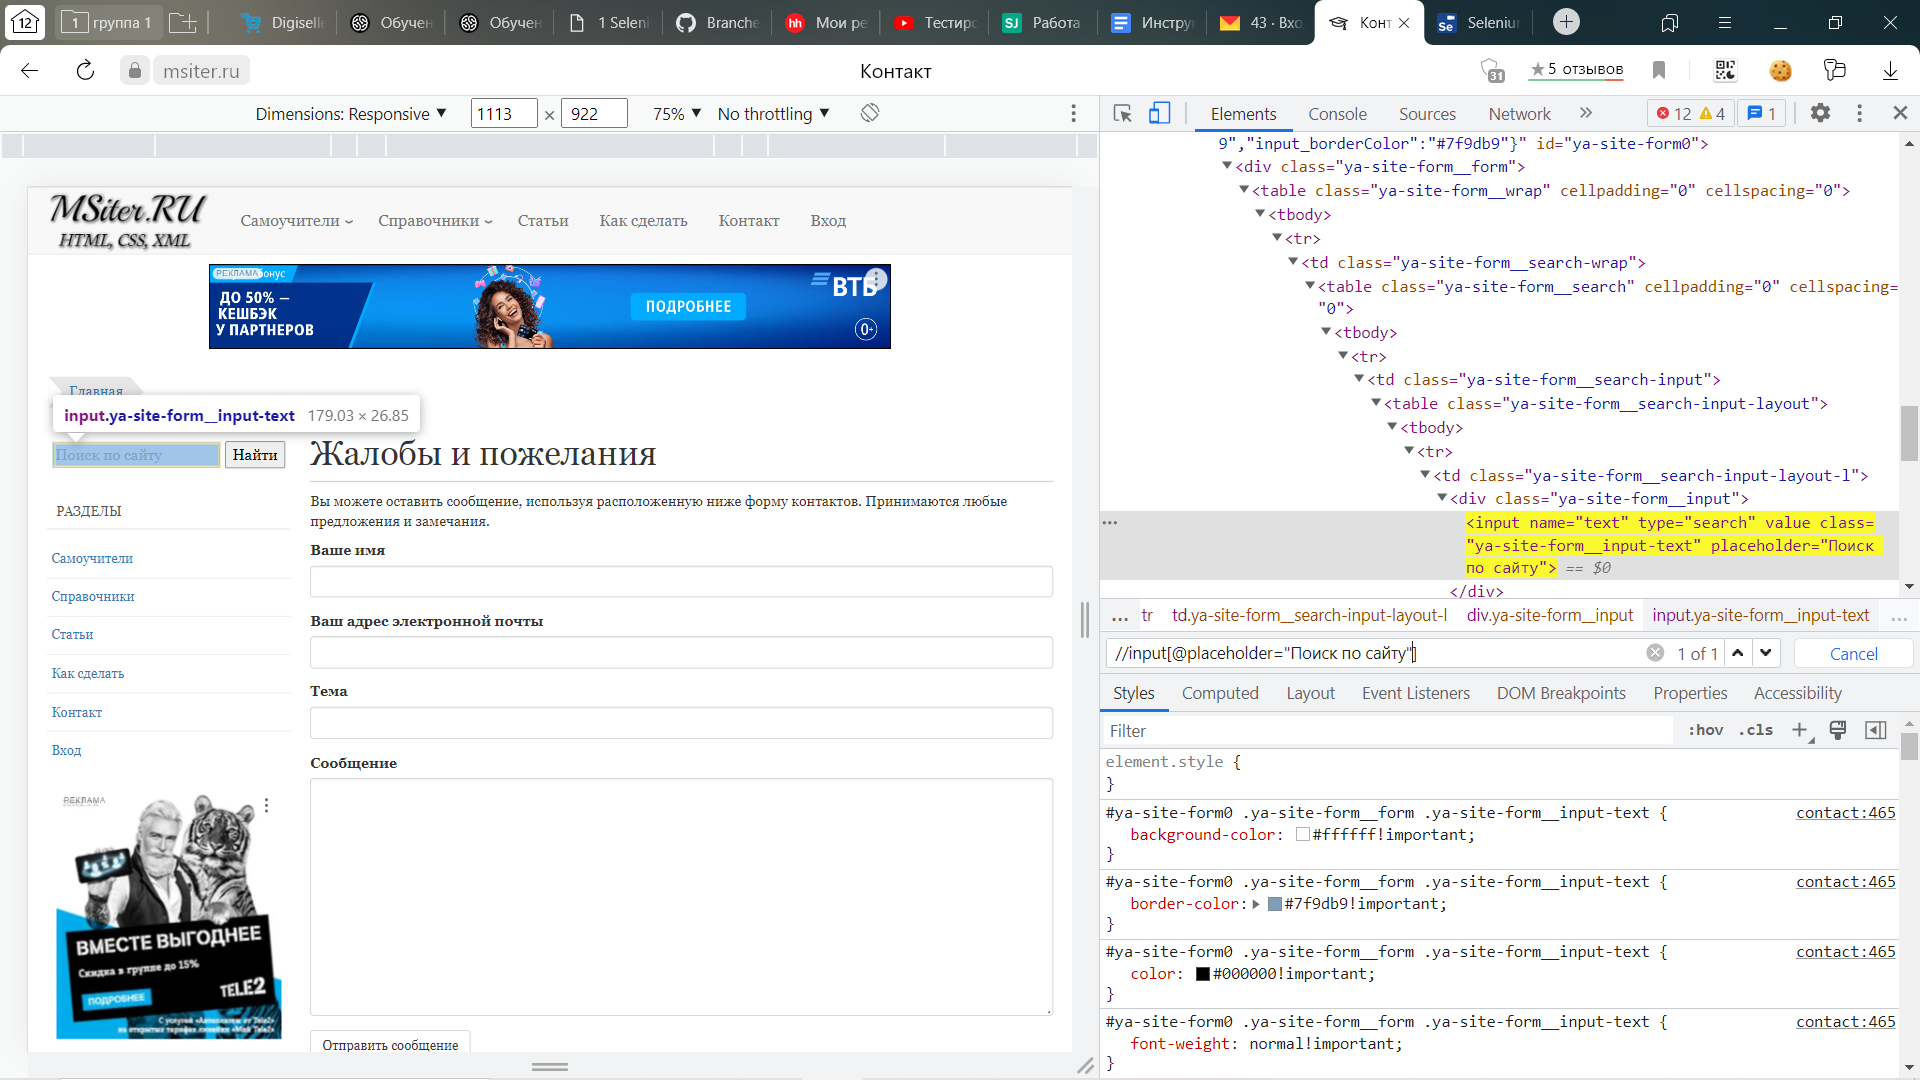 12
1
группа 1
Digiselle
Обучен
Обучен
1 Seleni
Branche
Мои ре
Тестирс
Работа
Инстру
43 · Вхо
Конт
Seleniur
msiter.ru
Контакт
31
★5 отзывов
Dimensions: Responsive ▼
1113 × 922
75% ▼
No throttling ▼
Elements
Console
Sources
Network
»
12
4
1
MSiter.RU
HTML, CSS, XML
Самоучители
Справочники
Статьи
Как сделать
Контакт
Вход
РЕКЛАМА
ДО 50% —
КЕШБЭК
У ПАРТНЕРОВ
ПОДРОБНЕЕ
ВТБ
0+
Главная
input.ya-site-form__input-text 179.03 × 26.85
Поиск по сайту
Найти
РАЗДЕЛЫ
Самоучители
Справочники
Статьи
Как сделать
Контакт
Вход
РЕКЛАМА
ВМЕСТЕ ВЫГОДНЕЕ
Скидка в группе до 15%
ПОДРОБНЕЕ
TELE2
Жалобы и пожелания
Вы можете оставить сообщение, используя расположенную ниже форму контактов. Принимаются любые
предложения и замечания.
Ваше имя
Ваш адрес электронной почты
Тема
Сообщение
Отправить сообщение
9","input_borderColor":"#7f9db9"}" id="ya-site-form0">
<div class="ya-site-form__form">
<table class="ya-site-form__wrap" cellpadding="0" cellspacing="0">
<tbody>
<tr>
<td class="ya-site-form__search-wrap">
<table class="ya-site-form__search" cellpadding="0" cellspacing=
"0">
<tbody>
<tr>
<td class="ya-site-form__search-input">
<table class="ya-site-form__search-input-layout">
<tbody>
<tr>
<td class="ya-site-form__search-input-layout-l">
<div class="ya-site-form__input">
<input name="text" type="search" value class=
"ya-site-form__input-text" placeholder="Поиск
по сайту"> == $0
</div>
... tr td.ya-site-form__search-input-layout-l div.ya-site-form__input input.ya-site-form__input-text ...
//input[@placeholder="Поиск по сайту"]
1 of 1
Cancel
Styles
Computed
Layout
Event Listeners
DOM Breakpoints
Properties
Accessibility
Filter
:hov .cls
element.style {
}
#ya-site-form0 .ya-site-form__form .ya-site-form__input-text { contact:465
background-color: #ffffff!important;
}
#ya-site-form0 .ya-site-form__form .ya-site-form__input-text { contact:465
border-color: #7f9db9!important;
}
#ya-site-form0 .ya-site-form__form .ya-site-form__input-text { contact:465
color: #000000!important;
}
#ya-site-form0 .ya-site-form__form .ya-site-form__input-text { contact:465
font-weight: normal!important;
}